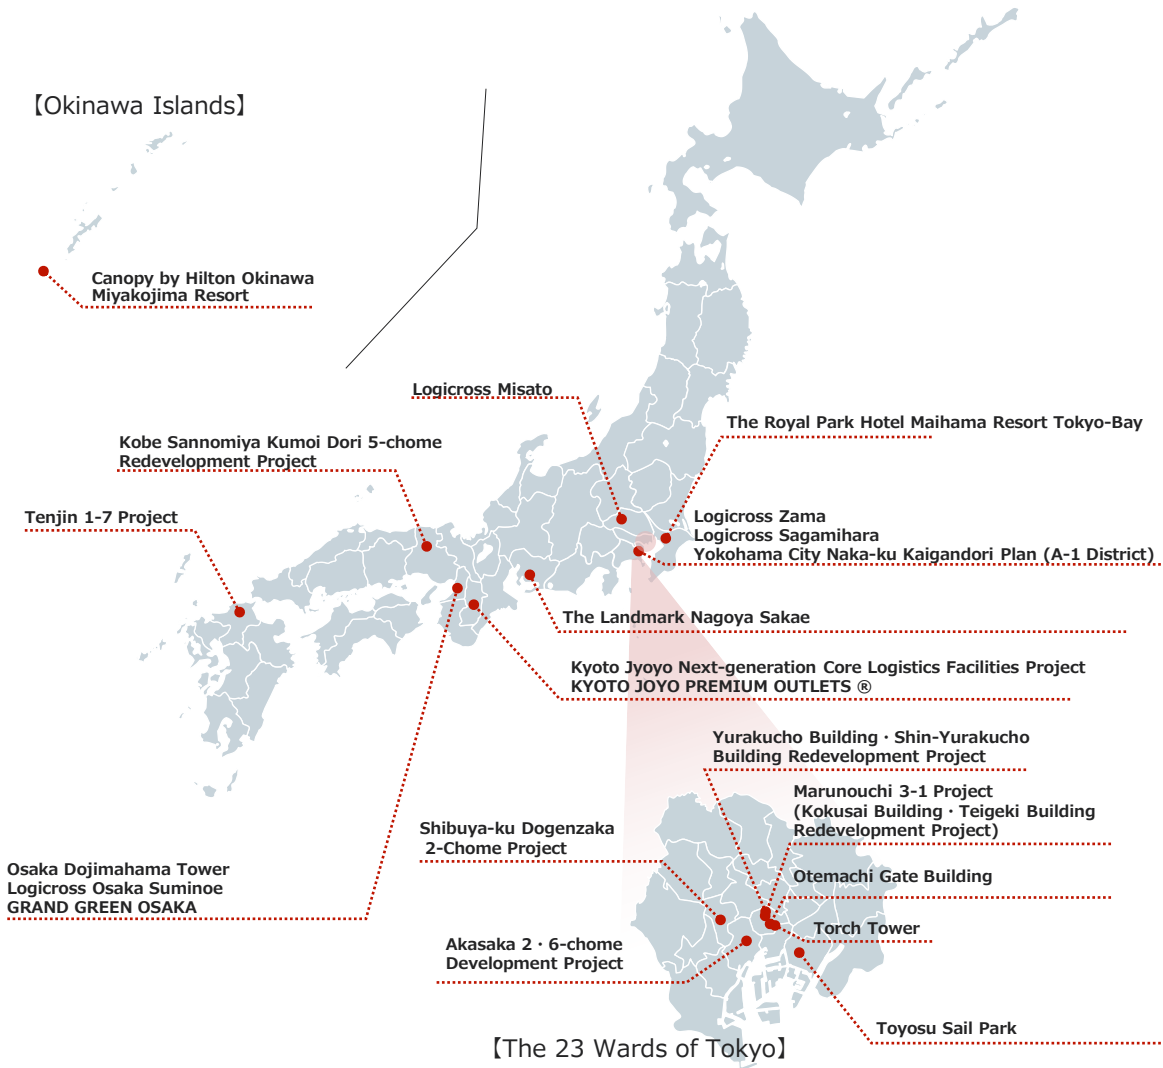 【Okinawa Islands】
Canopy by Hilton Okinawa
Miyakojima Resort
Logicross Misato
The Royal Park Hotel Maihama Resort Tokyo-Bay
Kobe Sannomiya Kumoi Dori 5-chome
Redevelopment Project
Tenjin 1-7 Project
Logicross Zama
Logicross Sagamihara
Yokohama City Naka-ku Kaigandori Plan (A-1 District)
The Landmark Nagoya Sakae
Kyoto Jyoyo Next-generation Core Logistics Facilities Project
KYOTO JOYO PREMIUM OUTLETS ®
Yurakucho Building・Shin-Yurakucho
Building Redevelopment Project
Marunouchi 3-1 Project
(Kokusai Building・Teigeki Building
Redevelopment Project)
Shibuya-ku Dogenzaka
2-Chome Project
Osaka Dojimahama Tower
Logicross Osaka Suminoe
GRAND GREEN OSAKA
Otemachi Gate Building
Torch Tower
Akasaka 2・6-chome
Development Project
Toyosu Sail Park
【The 23 Wards of Tokyo】